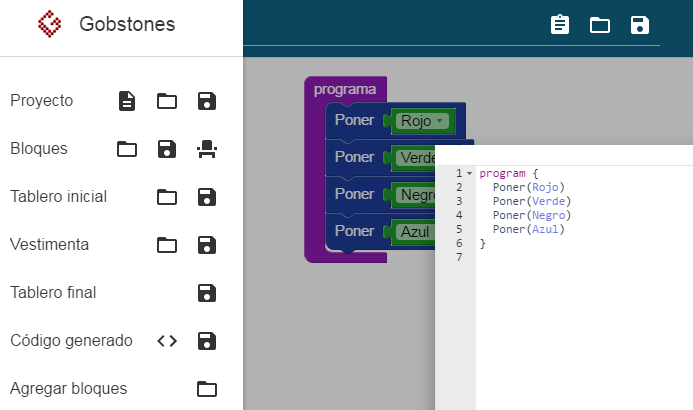 Gobstones
Proyecto
Bloques
Tablero inicial
Vestimenta
Tablero final
Código generado
Agregar bloques
programa
Poner Rojo
Poner Verde
Poner Negro
Poner Azul
1 program {
2 Poner(Rojo)
3 Poner(Verde)
4 Poner(Negro)
5 Poner(Azul)
6 }
7